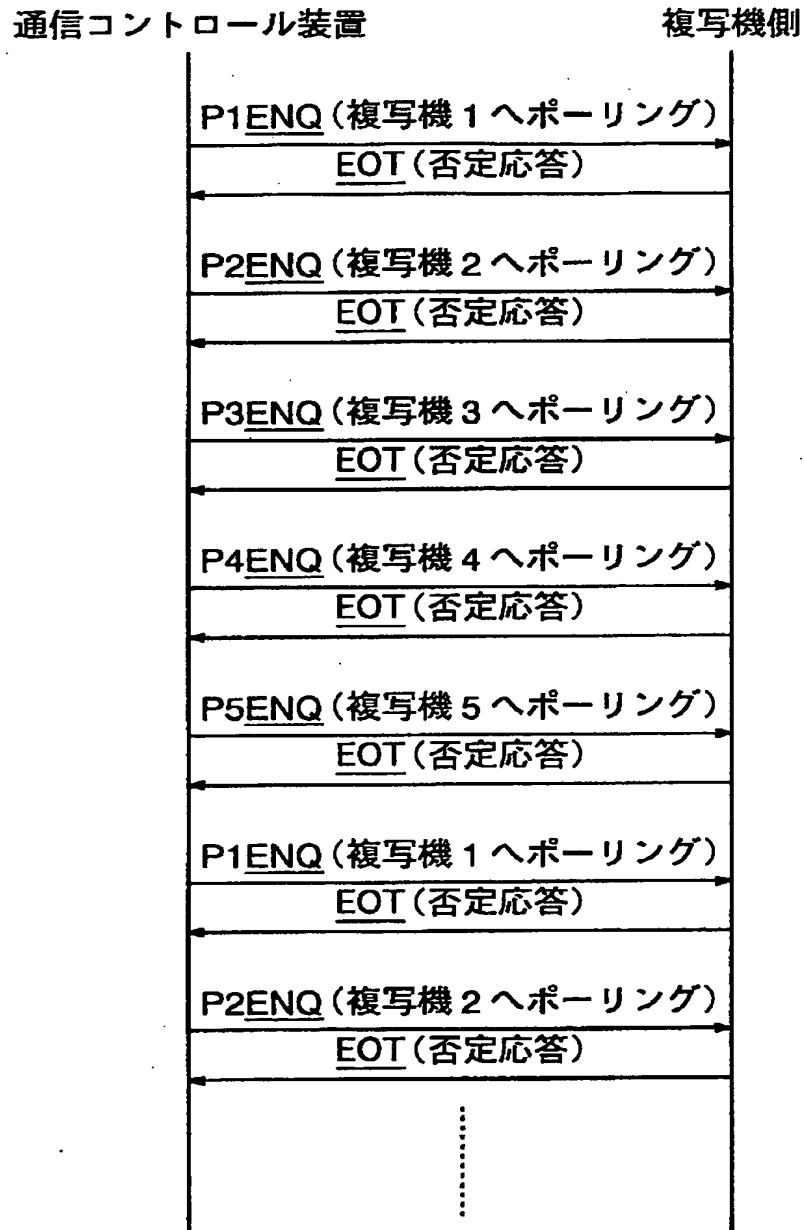 通信コントロール装置 複写機側
P1ENQ(複写機1へポーリング)
EOT(否定応答)
P2ENQ(複写機2へポーリング)
EOT(否定応答)
P3ENQ(複写機3へポーリング)
EOT(否定応答)
P4ENQ(複写機4へポーリング)
EOT(否定応答)
P5ENQ(複写機5へポーリング)
EOT(否定応答)
P1ENQ(複写機1へポーリング)
EOT(否定応答)
P2ENQ(複写機2へポーリング)
EOT(否定応答)